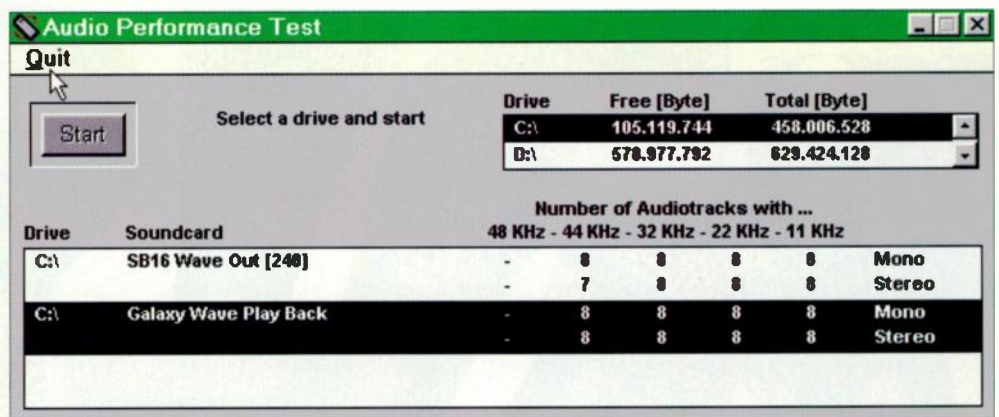 Audio Performance Test
Quit
Start
Select a drive and start
Drive Free [Byte] Total [Byte]
C:\ 105.119.744 458.006.528
D:\ 578.977.792 629.424.128
Number of Audiotracks with ...
Drive Soundcard 48 KHz - 44 KHz - 32 KHz - 22 KHz - 11 KHz
C:\ SB16 Wave Out [240] - 8 8 8 8 Mono
- 7 8 8 8 Stereo
C:\ Galaxy Wave Play Back - 8 8 8 8 Mono
- 8 8 8 8 Stereo